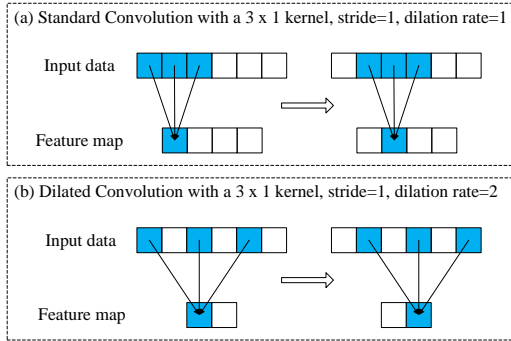 (a) Standard Convolution with a 3 x 1 kernel, stride=1, dilation rate=1
Input data
Feature map
(b) Dilated Convolution with a 3 x 1 kernel, stride=1, dilation rate=2
Input data
Feature map